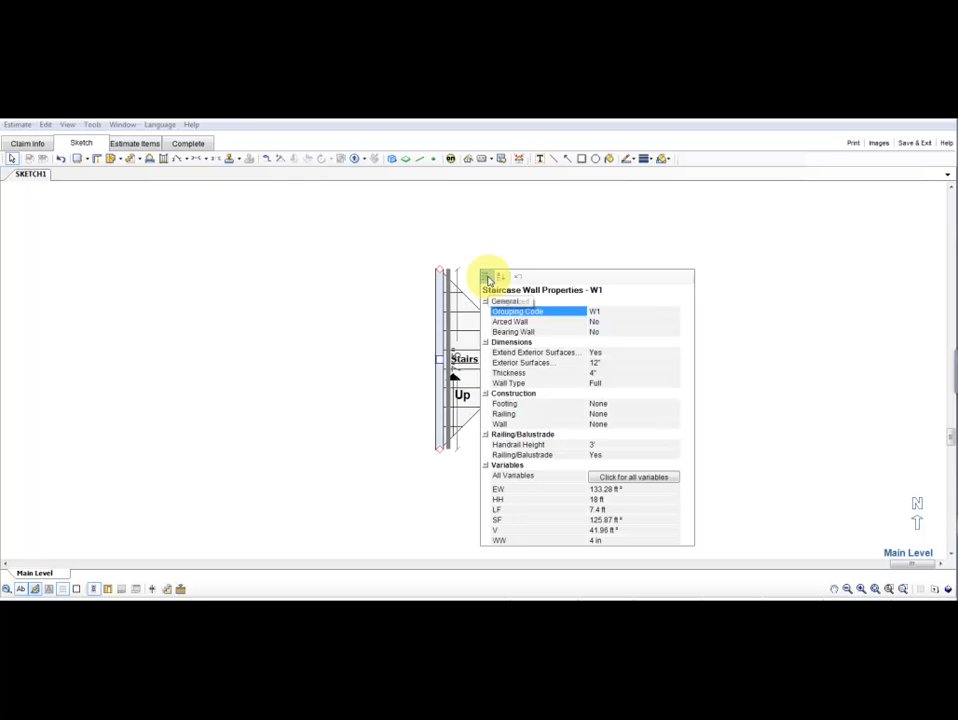 Estimate Edit View Tools Window Language Help
Claim Info Sketch Estimate Items Complete
Print Images Save & Exit Help
T
SKETCH1
Staircase Wall Properties - W1
General
Grouping Code W1
Arced Wall No
Bearing Wall No
Dimensions
Extend Exterior Surfaces... Yes
Exterior Surfaces... 12"
Thickness 4"
Wall Type Full
Construction
Footing None
Railing None
Wall None
Railing/Balustrade
Handrail Height 3'
Railing/Balustrade Yes
Variables
All Variables Click for all variables
EW 133.28 ft²
HH 18 ft
LF 7.4 ft
SF 125.87 ft²
V 41.96 ft²
WW 4 in
Stairs
Up
N
Main Level
Main Level
Ab